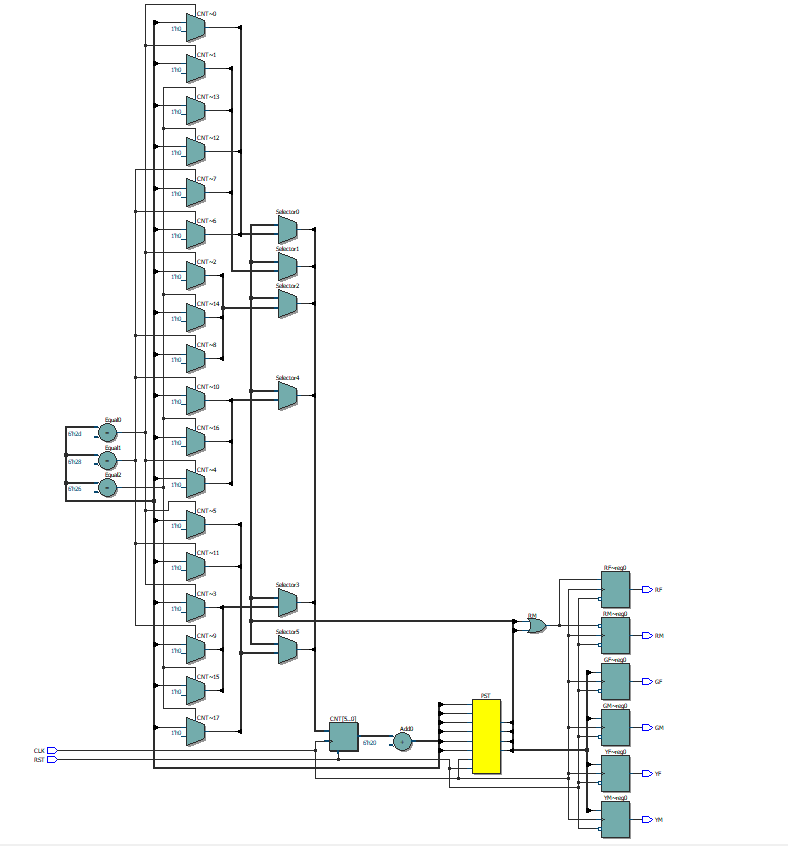 CNT~0
1'h0
CNT~1
1'h0
CNT~13
1'h0
CNT~12
1'h0
CNT~7
1'h0
CNT~6
1'h0
Selector0
CNT~2
1'h0
Selector1
CNT~14
1'h0
Selector2
CNT~8
1'h0
CNT~10
1'h0
Selector4
CNT~16
1'h0
Equal0
6'h2d
=
Equal1
6'h28
=
CNT~4
1'h0
Equal2
6'h26
=
CNT~5
1'h0
CNT~11
1'h0
CNT~3
1'h0
Selector3
CNT~9
1'h0
Selector5
CNT~15
1'h0
CNT~17
1'h0
RF~reg0
RF
RM
RM~reg0
RM
GF~reg0
GF
PST
GM~reg0
GM
CNT[5..0]
6'h20
Add0
+
CLK
RST
YF~reg0
YF
YM~reg0
YM